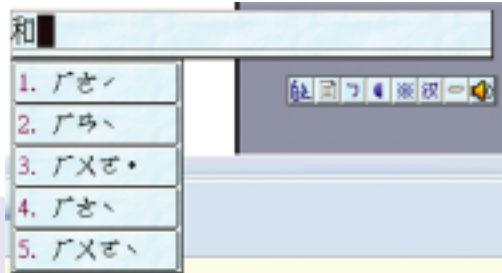 和
1. ㄏㄜˊ
2. ㄏㄢˋ
3. ㄏㄨㄛ˙
4. ㄏㄜˋ
5. ㄏㄨㄛˋ